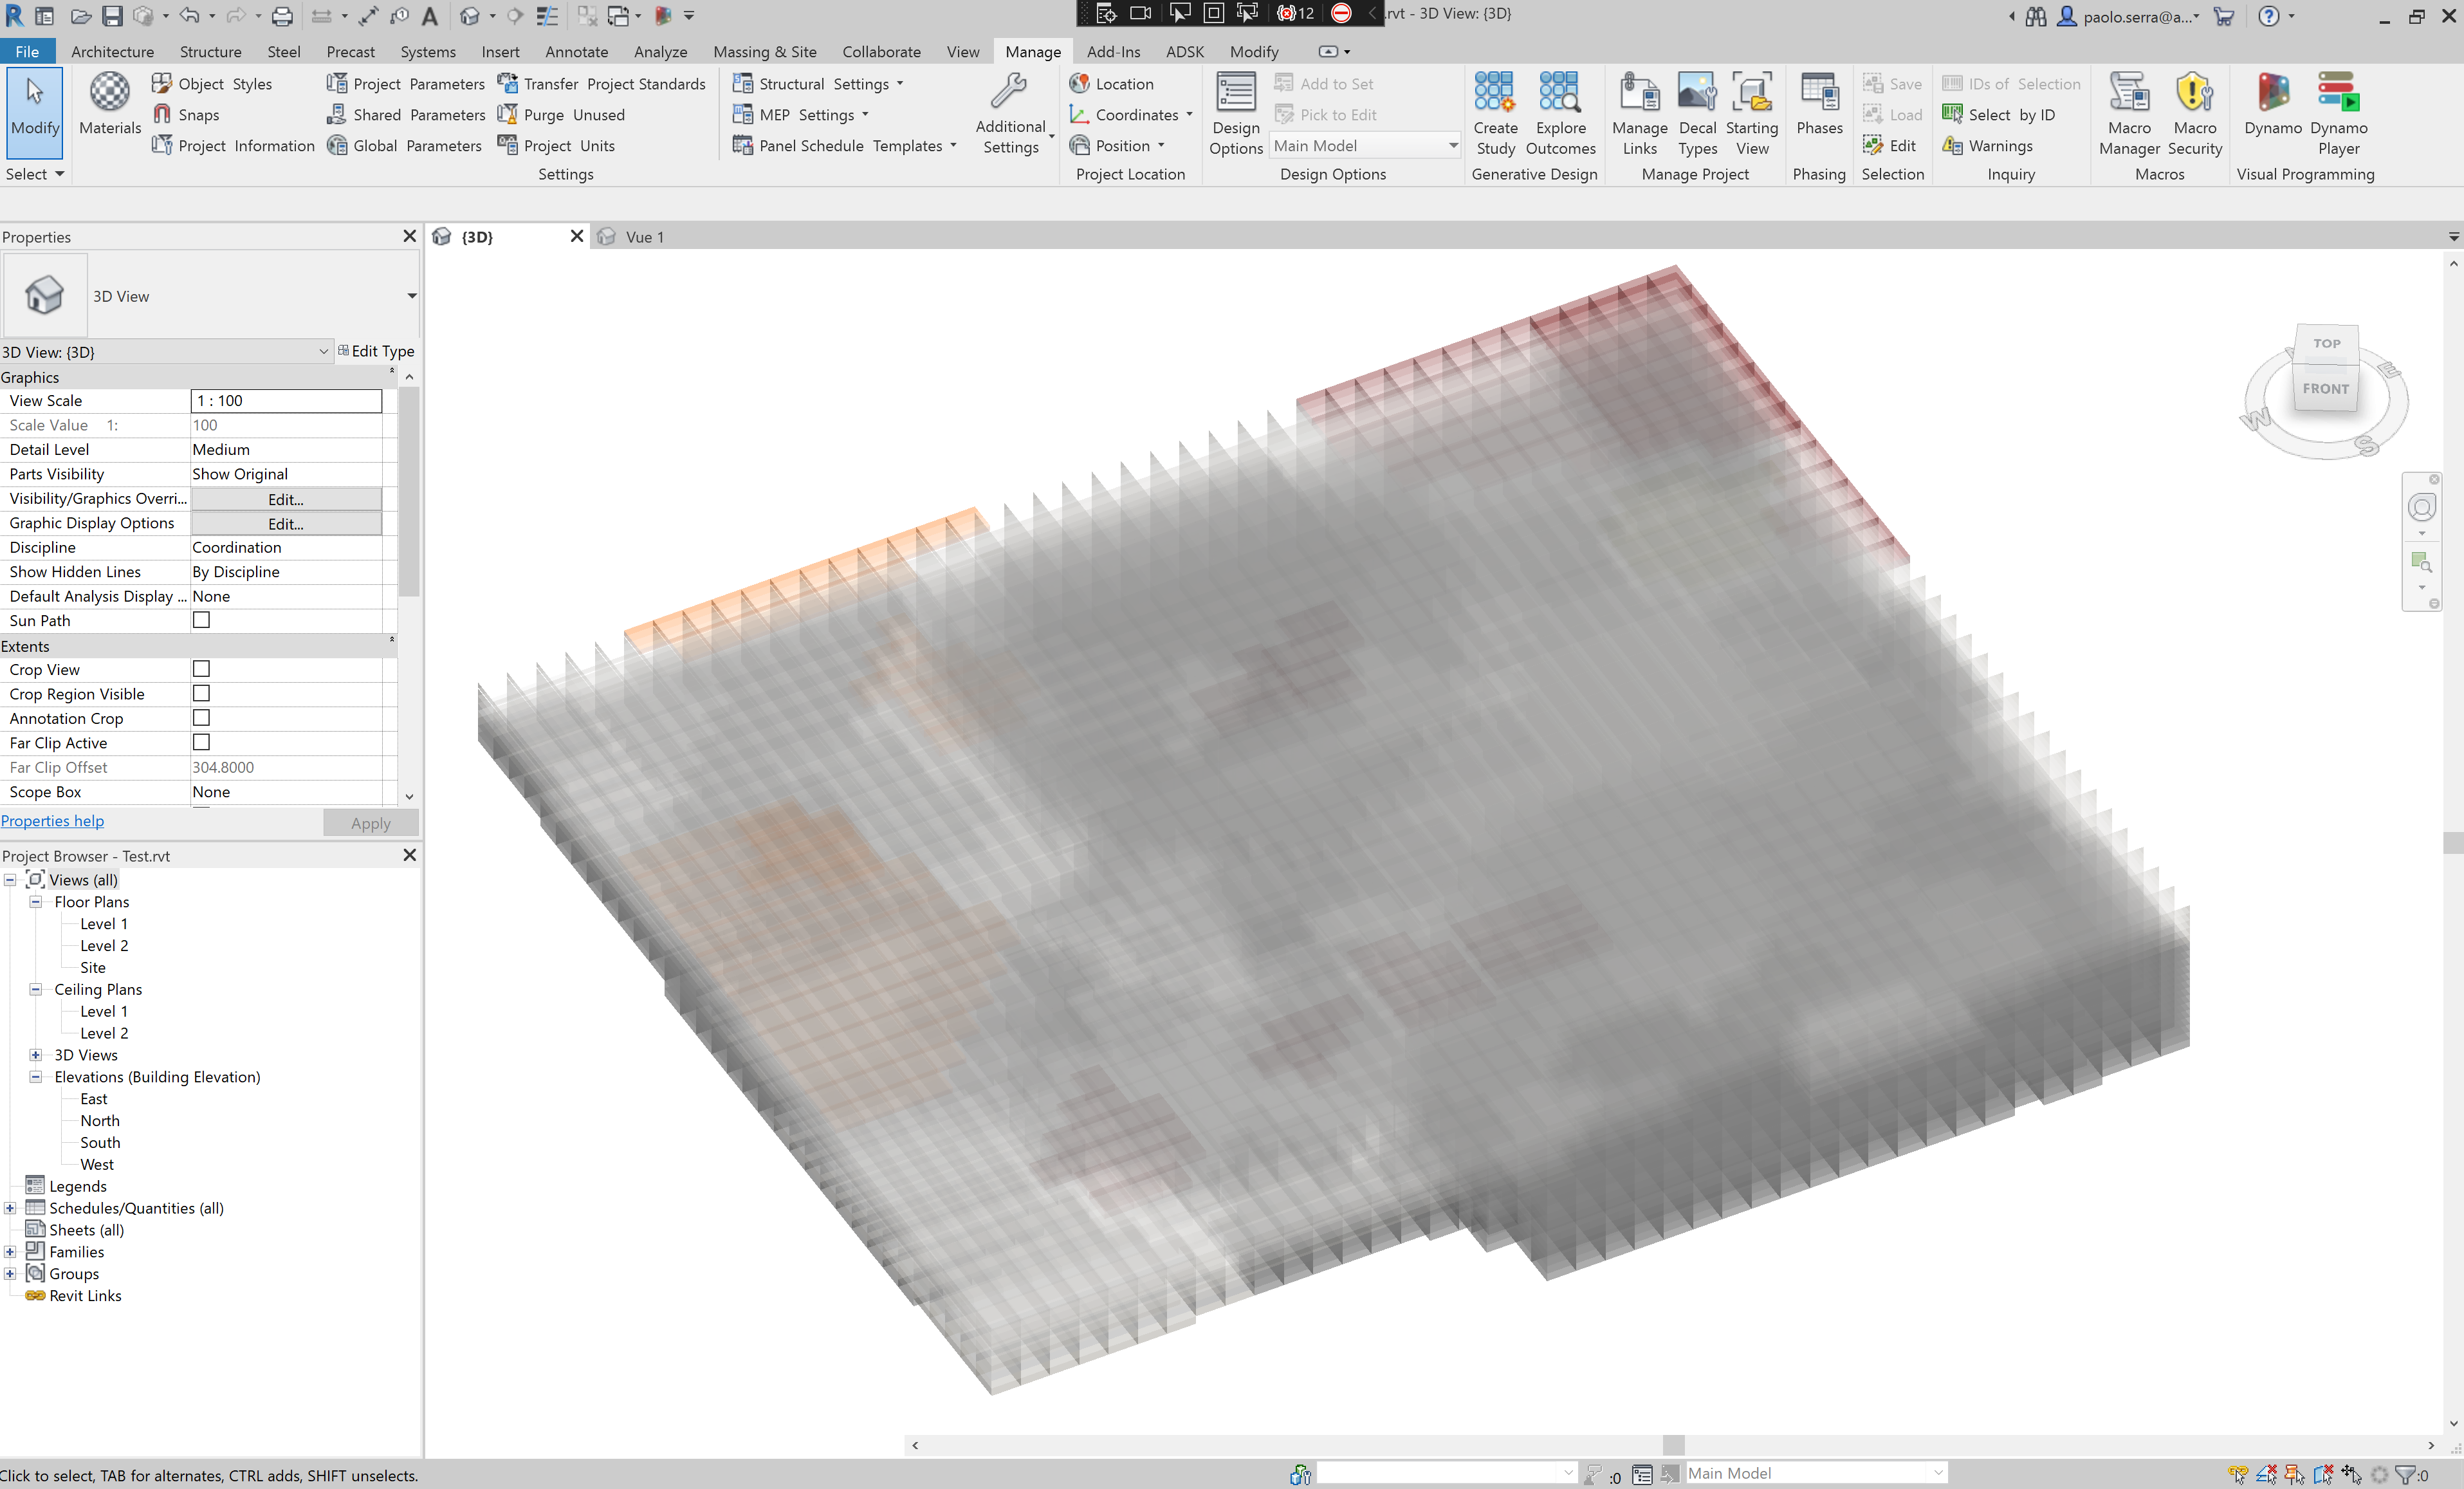 12 .rvt - 3D View: {3D} paolo.serra@a...
File Architecture Structure Steel Precast Systems Insert Annotate Analyze Massing & Site Collaborate View Manage Add-Ins ADSK Modify
Modify
Select
Materials
Object Styles
Snaps
Project Information
Project Parameters
Shared Parameters
Global Parameters
Transfer Project Standards
Purge Unused
Project Units
Settings
Structural Settings
MEP Settings
Panel Schedule Templates
Additional
Settings
Location
Coordinates
Position
Project Location
Design
Options
Add to Set
Pick to Edit
Main Model
Design Options
Create
Study
Explore
Outcomes
Generative Design
Manage
Links
Decal
Types
Starting
View
Manage Project
Phases
Phasing
Save
Load
Edit
Selection
IDs of Selection
Select by ID
Warnings
Inquiry
Macro
Manager
Macro
Security
Macros
Dynamo
Dynamo
Player
Visual Programming
Properties
3D View
3D View: {3D} Edit Type
Graphics
View Scale 1 : 100
Scale Value 1: 100
Detail Level Medium
Parts Visibility Show Original
Visibility/Graphics Overri... Edit...
Graphic Display Options Edit...
Discipline Coordination
Show Hidden Lines By Discipline
Default Analysis Display ... None
Sun Path
Extents
Crop View
Crop Region Visible
Annotation Crop
Far Clip Active
Far Clip Offset 304.8000
Scope Box None
Properties help Apply
Project Browser - Test.rvt
Views (all)
Floor Plans
Level 1
Level 2
Site
Ceiling Plans
Level 1
Level 2
3D Views
Elevations (Building Elevation)
East
North
South
West
Legends
Schedules/Quantities (all)
Sheets (all)
Families
Groups
Revit Links
{3D} Vue 1
TOP
FRONT
W
S
E
Click to select, TAB for alternates, CTRL adds, SHIFT unselects.
:0
Main Model
:0